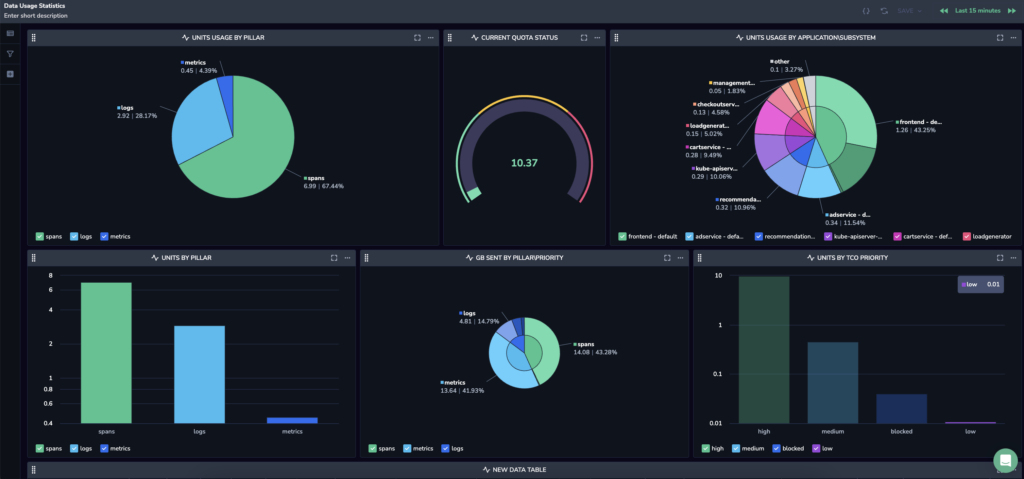 Data Usage Statistics
Enter short description
SAVE
Last 15 minutes
UNITS USAGE BY PILLAR
metrics
0.45 | 4.39%
logs
2.92 | 28.17%
spans
6.99 | 67.44%
spans logs metrics
CURRENT QUOTA STATUS
10.37
UNITS USAGE BY APPLICATION\SUBSYSTEM
other
0.1 | 3.27%
management...
0.05 | 1.83%
checkoutserv...
0.13 | 4.58%
loadgenerat...
0.15 | 5.02%
cartservice - ...
0.28 | 9.49%
kube-apiserv...
0.29 | 10.06%
recommenda...
0.32 | 10.96%
adservice - d...
0.34 | 11.54%
frontend - de...
1.26 | 43.25%
frontend - default adservice - defa... recommendation... kube-apiserver-... cartservice - def... loadgenerator
UNITS BY PILLAR
8
6
4
2
1
0.8
0.6
0.4
spans logs metrics
spans logs metrics
GB SENT BY PILLAR\PRIORITY
logs
4.81 | 14.79%
spans
14.08 | 43.28%
metrics
13.64 | 41.93%
spans metrics logs
UNITS BY TCO PRIORITY
10
1
0.1
0.01
low 0.01
high medium blocked low
high medium blocked low
NEW DATA TABLE